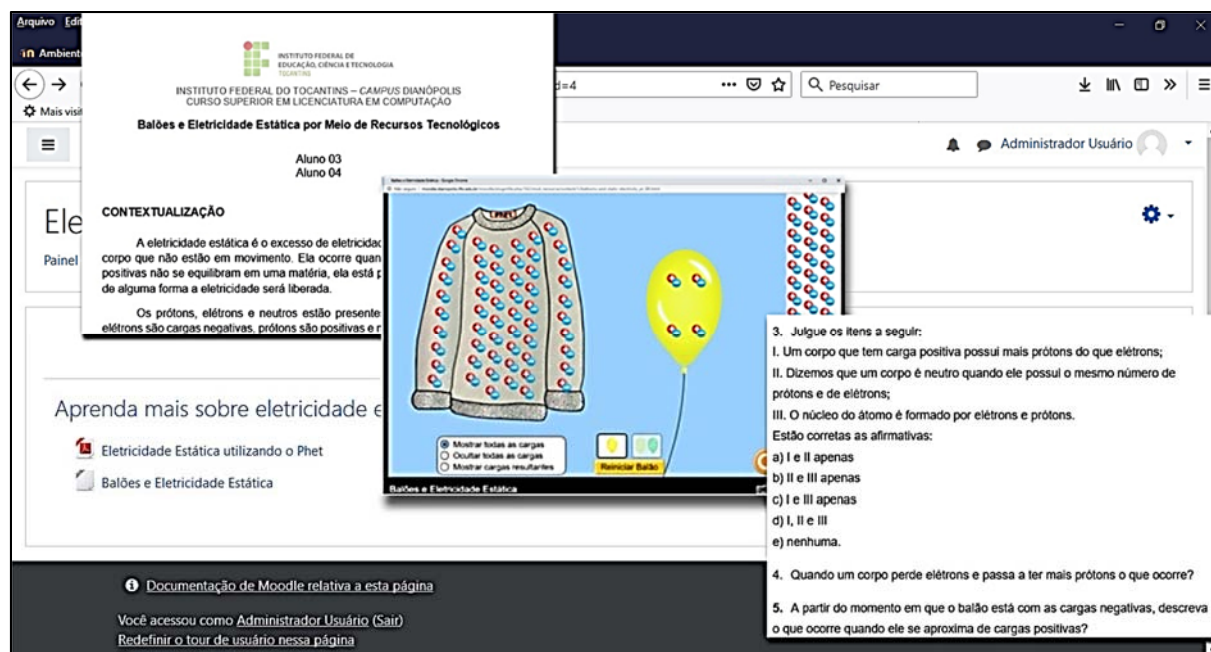 Arquivo Edit
Ambient
d=4
Pesquisar
Mais visit
Administrador Usuário
INSTITUTO FEDERAL DE
EDUCAÇÃO, CIÊNCIA E TECNOLOGIA
TOCANTINS
INSTITUTO FEDERAL DO TOCANTINS – CAMPUS DIANÓPOLIS
CURSO SUPERIOR EM LICENCIATURA EM COMPUTAÇÃO
Balões e Eletricidade Estática por Meio de Recursos Tecnológicos
Aluno 03
Aluno 04
CONTEXTUALIZAÇÃO
A eletricidade estática é o excesso de eletricidad
corpo que não estão em movimento. Ela ocorre quan
positivas não se equilibram em uma matéria, ela está p
de alguma forma a eletricidade será liberada.
Os prótons, elétrons e neutros estão presente
elétrons são cargas negativas, prótons são positivas e n
Ele
Painel
Aprenda mais sobre eletricidade e
Eletricidade Estática utilizando o Phet
Balões e Eletricidade Estática
Mostrar todas as cargas
Ocultar todas as cargas
Mostrar cargas resultantes
Reiniciar Balão
Balões e Eletricidade Estática
3. Julgue os itens a seguir:
I. Um corpo que tem carga positiva possui mais prótons do que elétrons;
II. Dizemos que um corpo é neutro quando ele possui o mesmo número de
prótons e de elétrons;
III. O núcleo do átomo é formado por elétrons e prótons.
Estão corretas as afirmativas:
a) I e II apenas
b) II e III apenas
c) I e III apenas
d) I, II e III
e) nenhuma.
4. Quando um corpo perde elétrons e passa a ter mais prótons o que ocorre?
5. A partir do momento em que o balão está com as cargas negativas, descreva
o que ocorre quando ele se aproxima de cargas positivas?
Documentação de Moodle relativa a esta página
Você acessou como Administrador Usuário (Sair)
Redefinir o tour de usuário nessa página